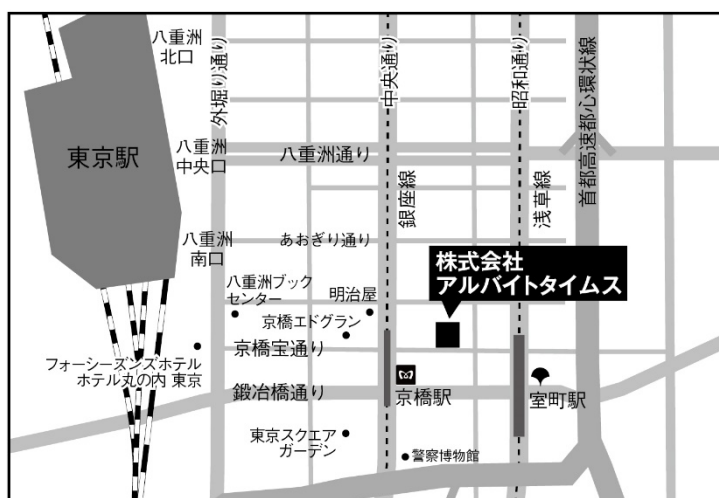 八重洲
北口
外堀り通り
中央通り
昭和通り
首都高速都心環状線
東京駅
八重洲
中央口
八重洲通り
銀座線
浅草線
八重洲
南口
あおぎり通り
株式会社
アルバイトタイムス
八重洲ブック
センター
明治屋
京橋エドグラン
京橋宝通り
フォーシーズンズホテル
ホテル丸の内 東京
鍛冶橋通り
京橋駅
室町駅
東京スクエア
ガーデン
警察博物館